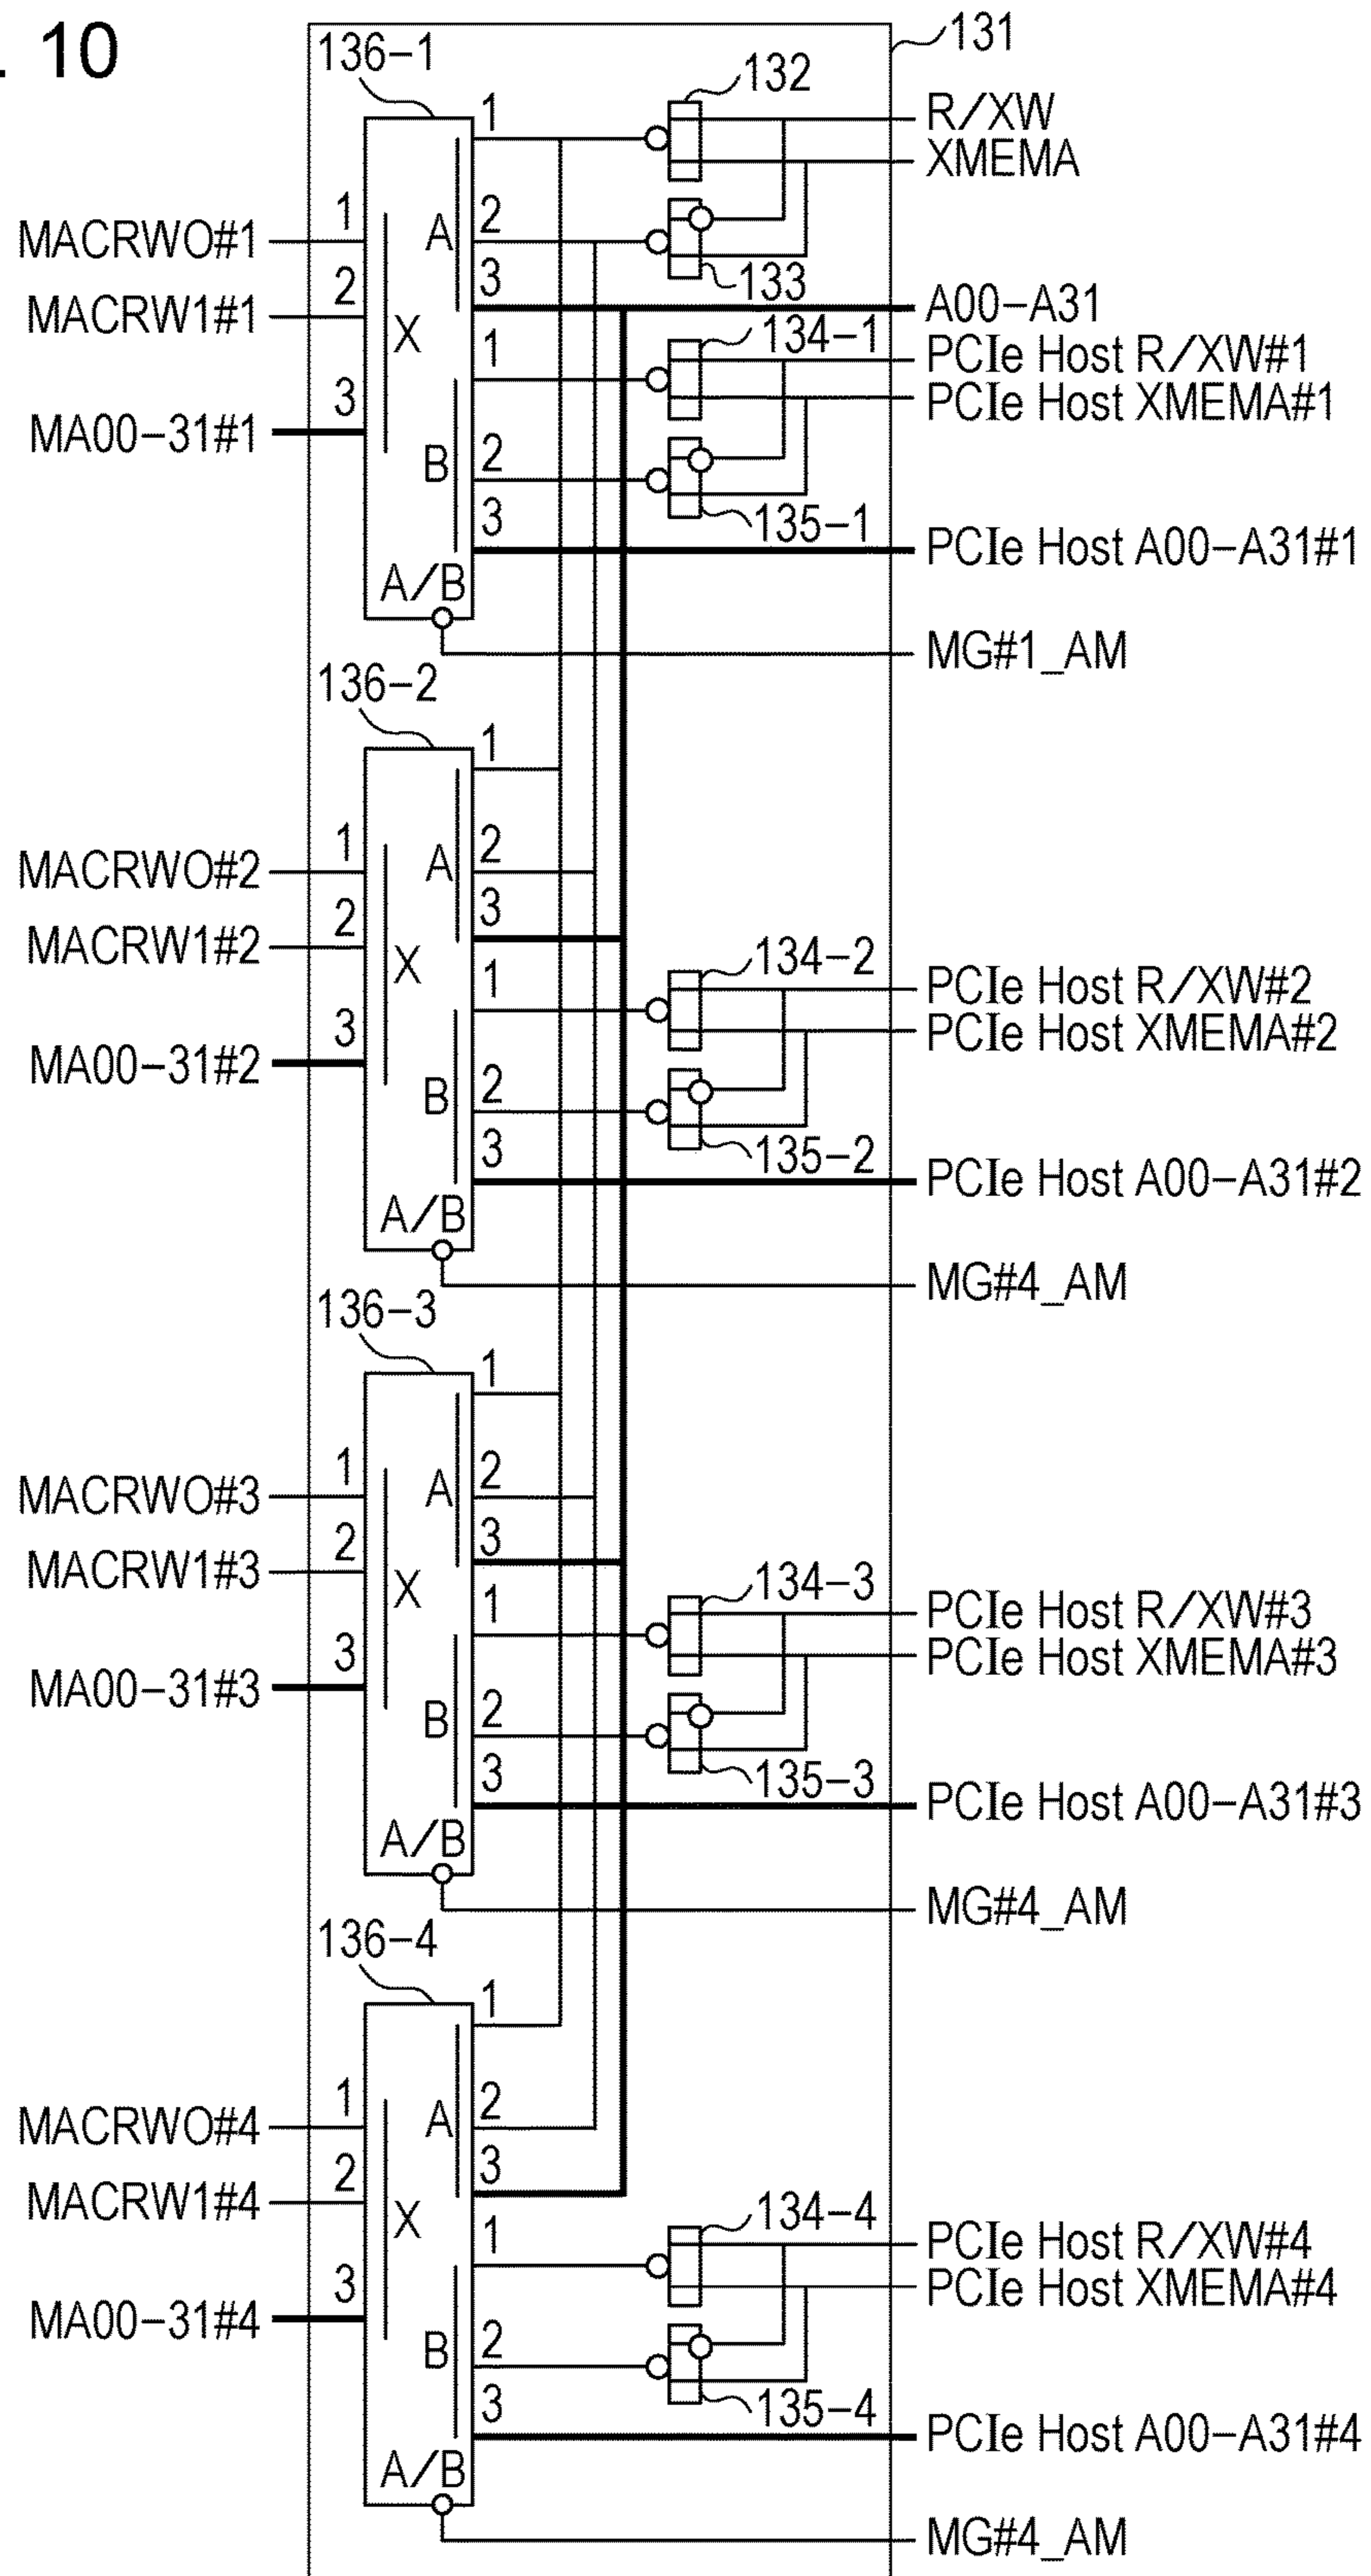 . 10
131
136-1
132
1
R/XW
XMEMA
MACRWO#1
1
A
2
133
MACRW1#1
2
X
3
A00-A31
134-1
1
PCIe Host R/XW#1
PCIe Host XMEMA#1
MA00-31#1
3
B
2
135-1
3
PCIe Host A00-A31#1
A/B
MG#1_AM
136-2
1
MACRWO#2
1
A
2
MACRW1#2
2
X
3
134-2
1
PCIe Host R/XW#2
PCIe Host XMEMA#2
MA00-31#2
3
B
2
135-2
3
PCIe Host A00-A31#2
A/B
MG#4_AM
136-3
1
MACRWO#3
1
A
2
MACRW1#3
2
X
3
134-3
1
PCIe Host R/XW#3
PCIe Host XMEMA#3
MA00-31#3
3
B
2
135-3
3
PCIe Host A00-A31#3
A/B
MG#4_AM
136-4
1
MACRWO#4
1
A
2
MACRW1#4
2
X
3
134-4
1
PCIe Host R/XW#4
PCIe Host XMEMA#4
MA00-31#4
3
B
2
135-4
3
PCIe Host A00-A31#4
A/B
MG#4_AM